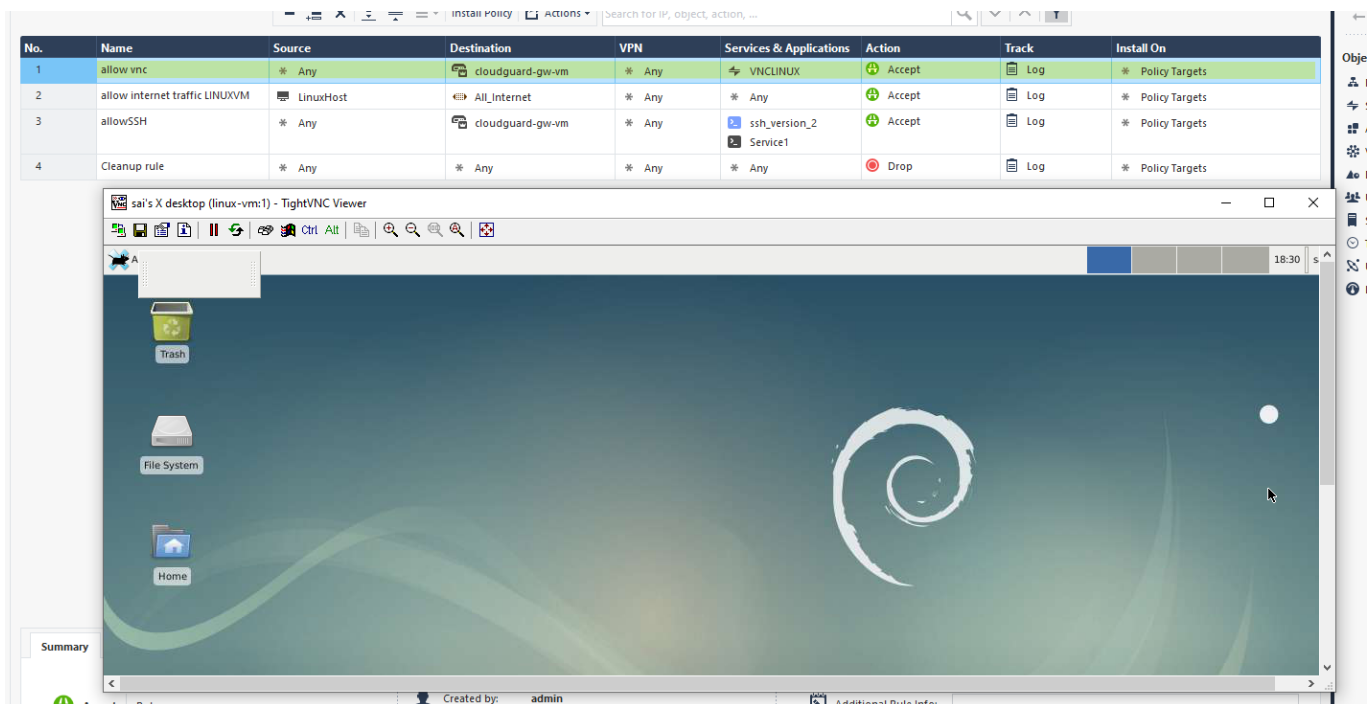 Install Policy Actions Search for IP, object, action, ...
No. Name Source Destination VPN Services & Applications Action Track Install On
1 allow vnc * Any cloudguard-gw-vm * Any VNCLINUX Accept Log * Policy Targets
2 allow internet traffic LINUXVM LinuxHost All_Internet * Any * Any Accept Log * Policy Targets
3 allowSSH * Any cloudguard-gw-vm * Any ssh_version_2 Accept Log * Policy Targets
Service1
4 Cleanup rule * Any * Any * Any * Any Drop Log * Policy Targets
Obje
sai's X desktop (linux-vm:1) - TightVNC Viewer
Ctrl Alt
A 18:30 s
Trash
File System
Home
Summary
Created by: admin Additional Rule Info: